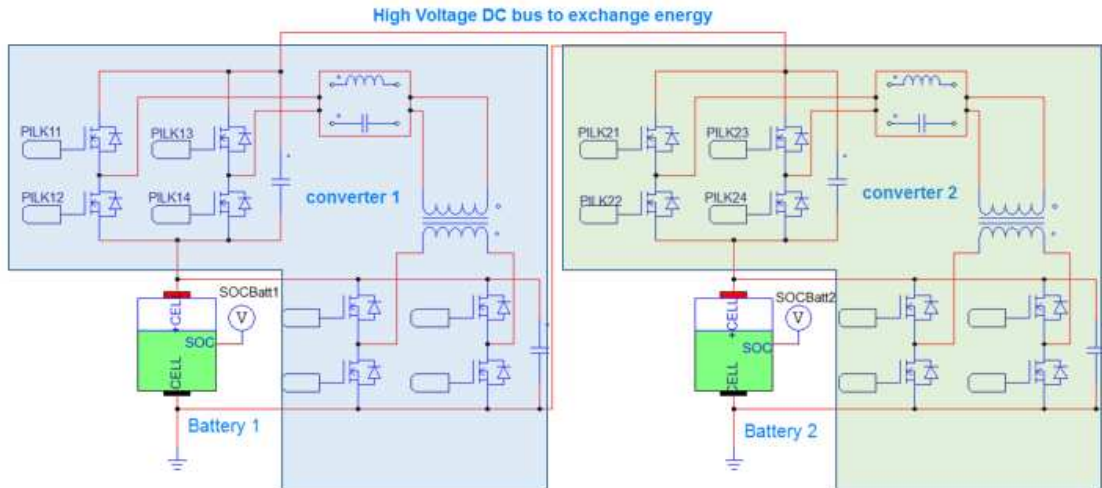 High Voltage DC bus to exchange energy
PILK11
PILK13
PILK12
PILK14
converter 1
PILK21
PILK23
PILK22
PILK24
converter 2
SOCBatt1
V
+CELL
SOC
CELL
Battery 1
SOCBatt2
V
+CELL
SOC
CELL
Battery 2